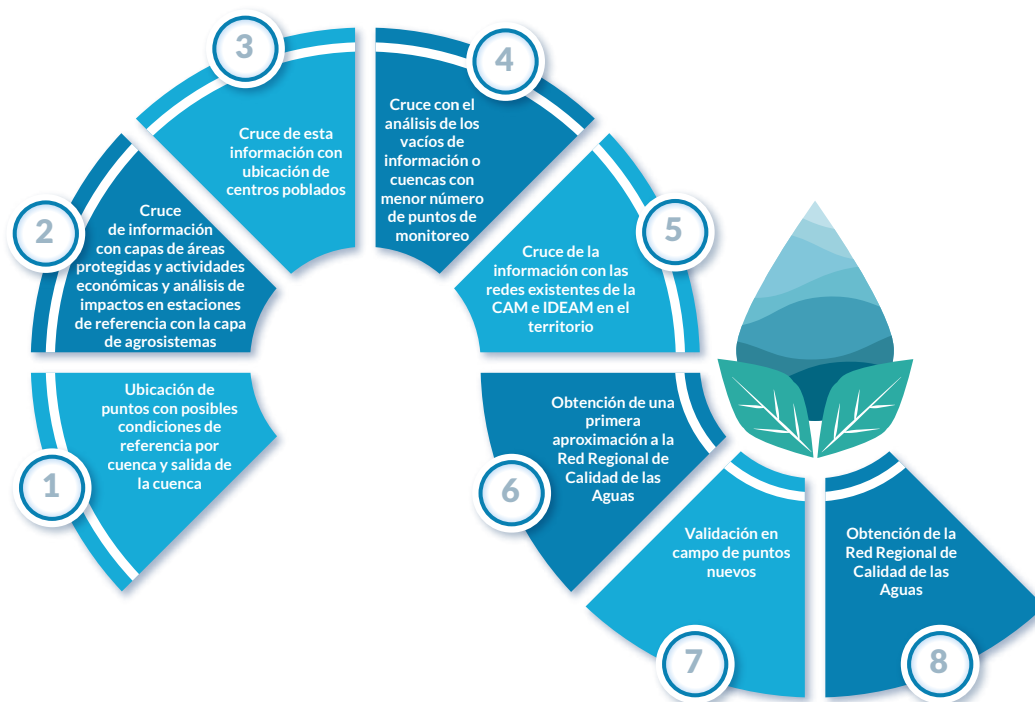 1
Ubicación de
puntos con posibles
condiciones de
referencia por
cuenca y salida de
la cuenca
2
Cruce
de información
con capas de áreas
protegidas y actividades
económicas y análisis de
impactos en estaciones
de referencia con la capa
de agrosistemas
3
Cruce de esta
información con
ubicación de
centros poblados
4
Cruce con el
análisis de los
vacíos de
información o
cuencas con
menor número
de puntos de
monitoreo
5
Cruce de la
información con las
redes existentes de la
CAM e IDEAM en el
territorio
6
Obtención de una
primera
aproximación a la
Red Regional de
Calidad de las
Aguas
7
Validación en
campo de puntos
nuevos
8
Obtención de la
Red Regional de
Calidad de las
Aguas